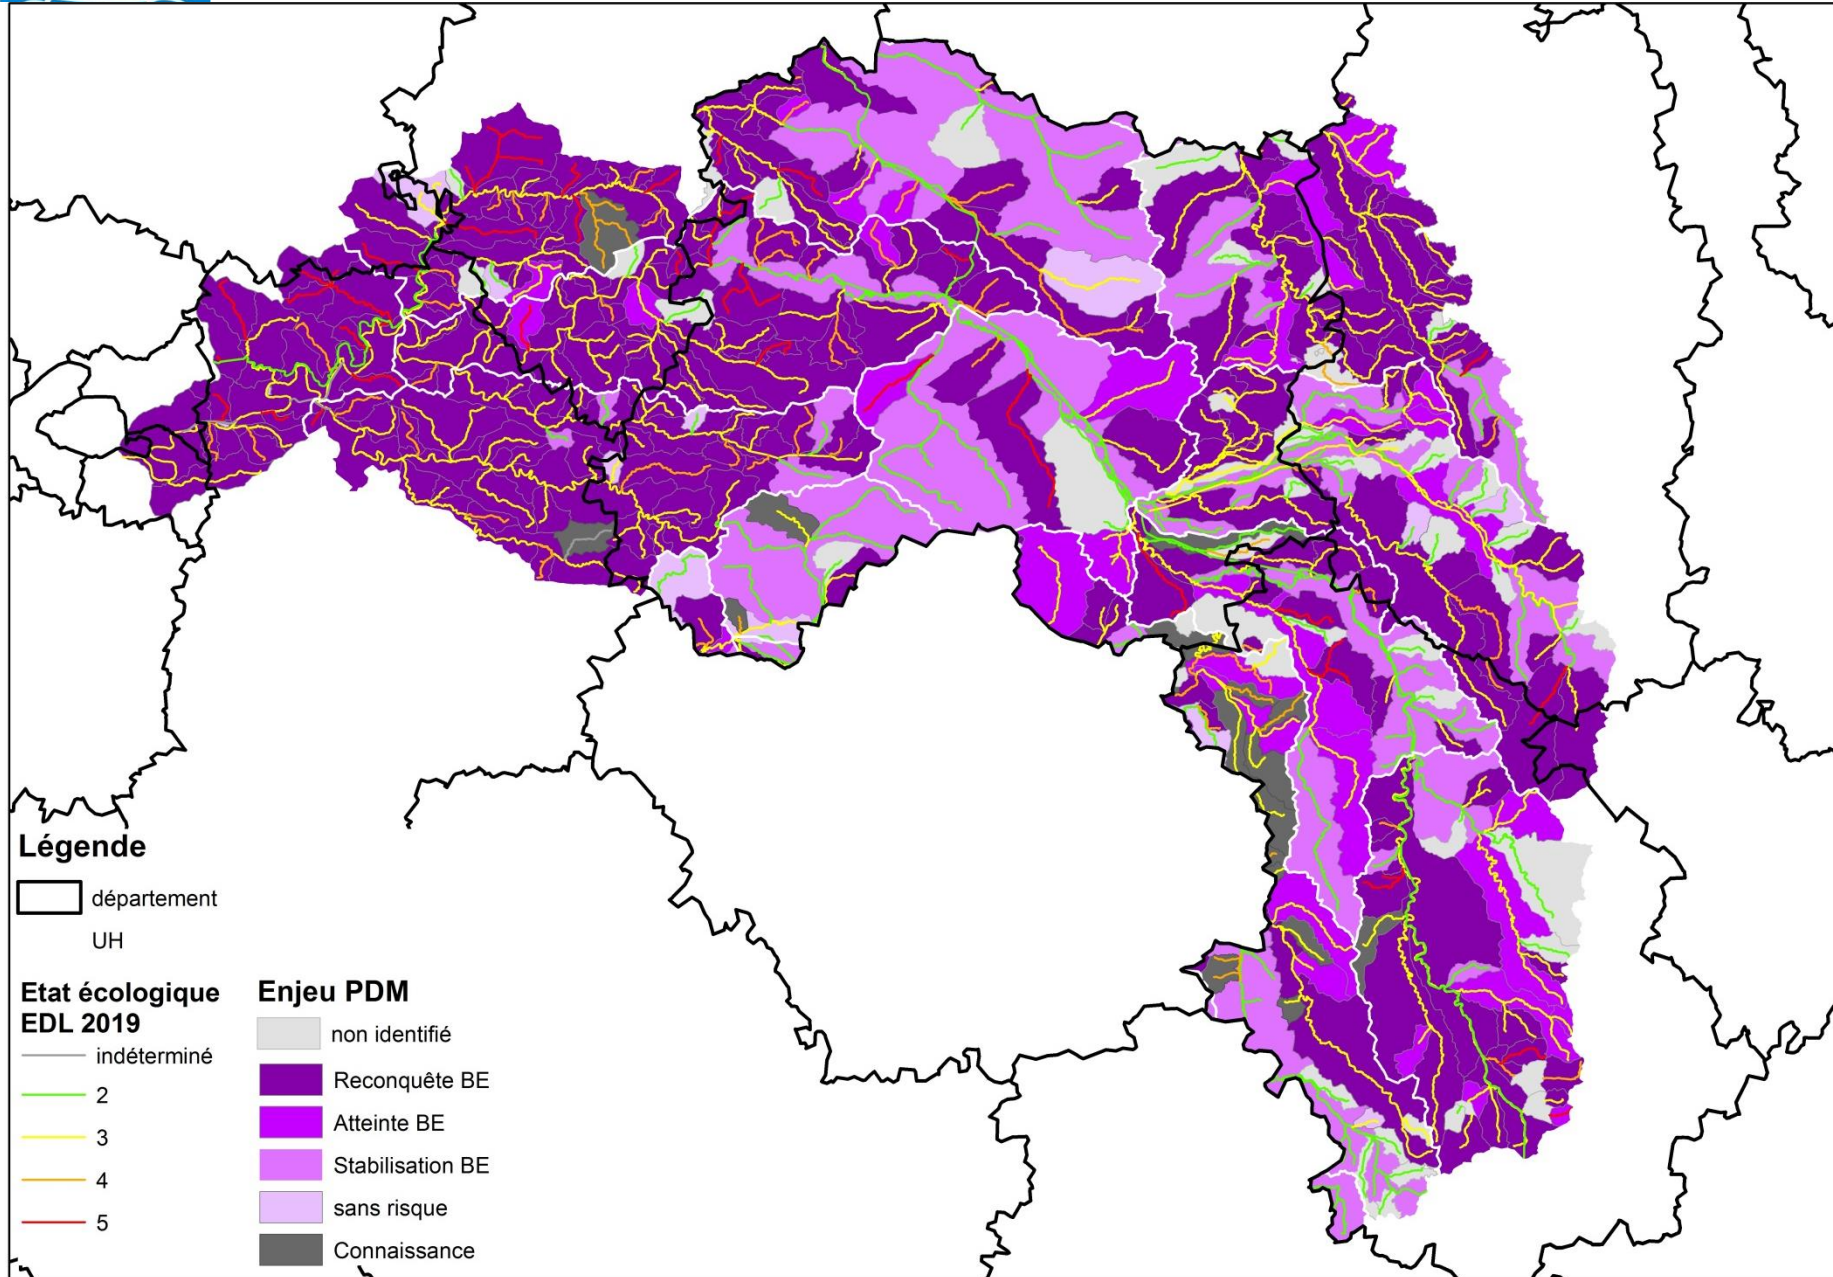 Légende
département
UH
Etat écologique
EDL 2019
indéterminé
2
3
4
5
Enjeu PDM
non identifié
Reconquête BE
Atteinte BE
Stabilisation BE
sans risque
Connaissance